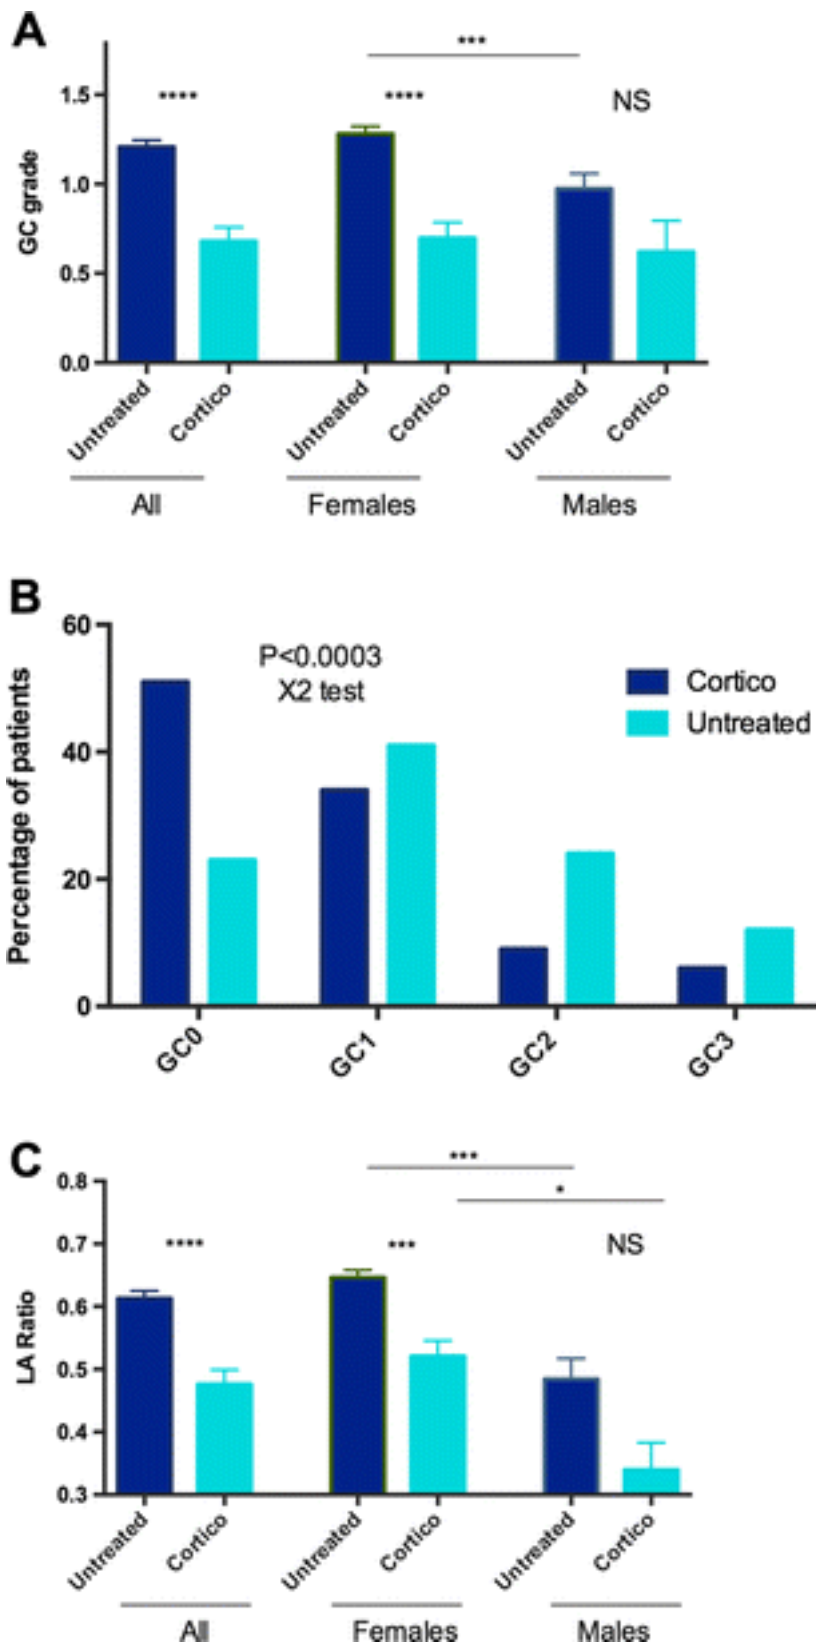 A
***
**** **** NS
1.5
1.0
0.5
0.0
GC grade
Untreated Cortico Untreated Cortico Untreated Cortico
All Females Males
B
60
40
20
0
Percentage of patients
P<0.0003
X2 test
Cortico
Untreated
GC0 GC1 GC2 GC3
C
***
*
**** *** NS
0.8
0.7
0.6
0.5
0.4
0.3
LA Ratio
Untreated Cortico Untreated Cortico Untreated Cortico
All Females Males